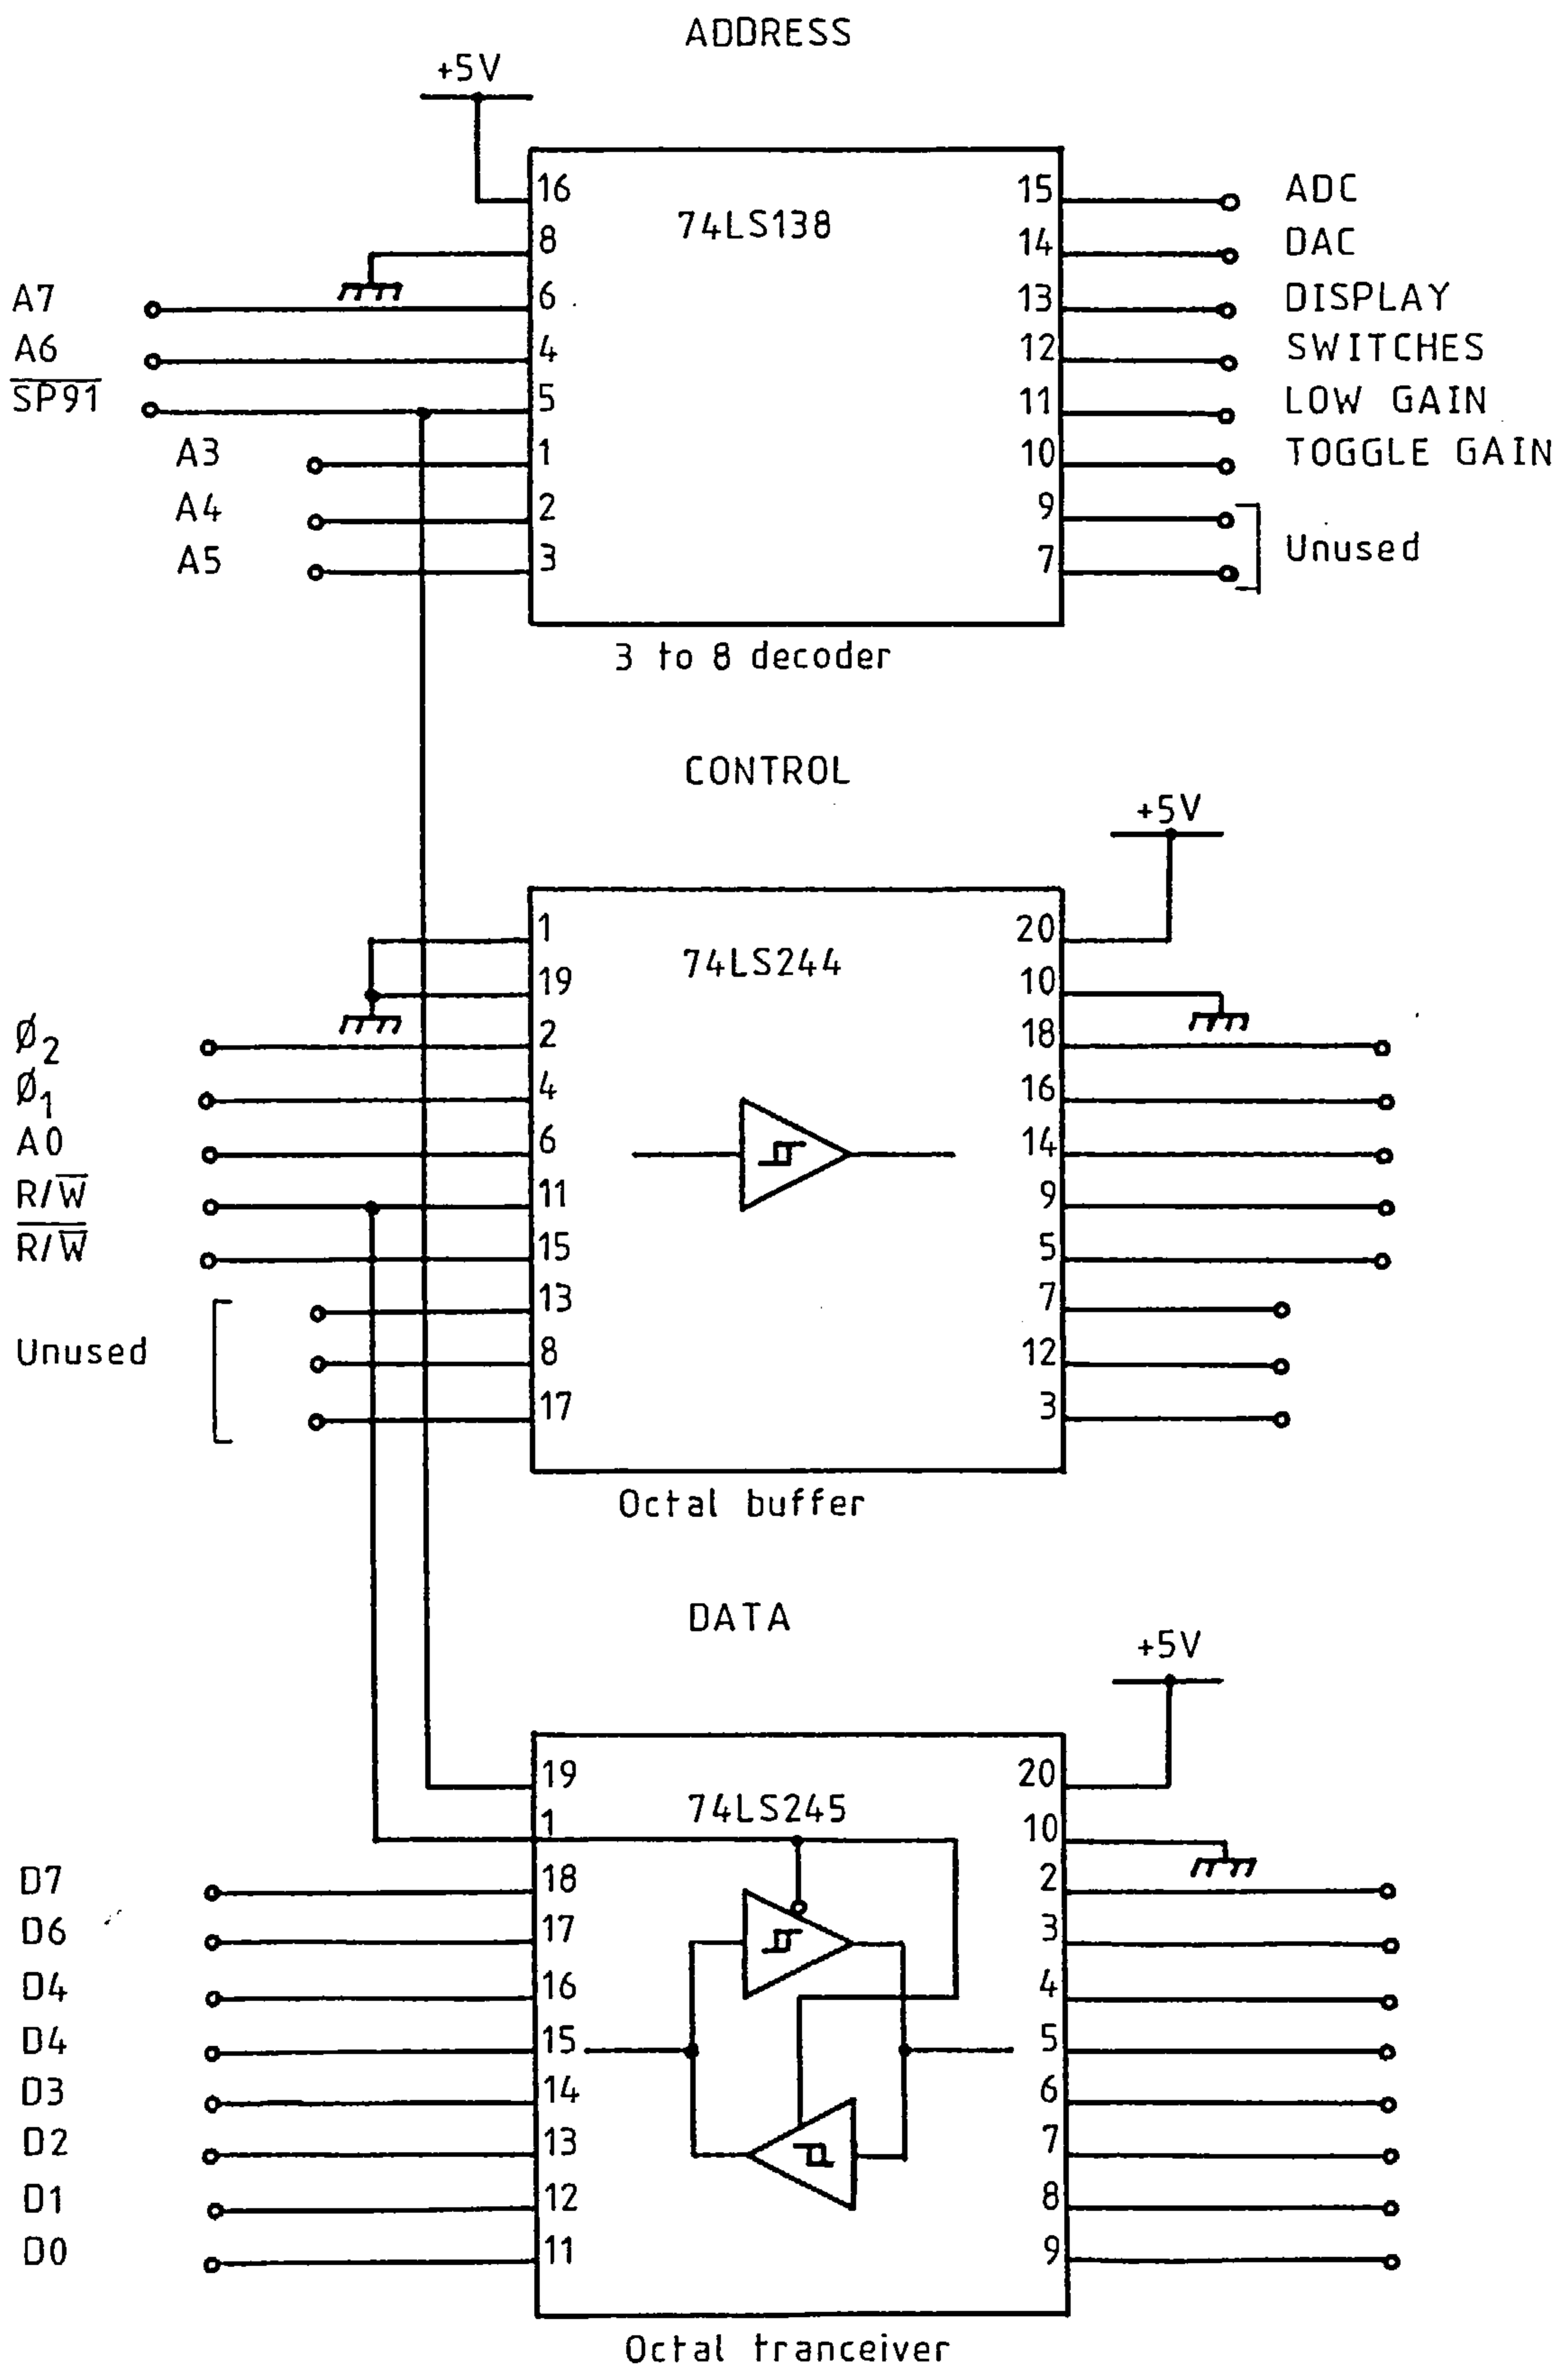 ADDRESS
+5V
16 74LS138 15 ADC
8 14 DAC
A7 6 13 DISPLAY
A6 4 12 SWITCHES
S̅P̅9̅1̅ 5 11 LOW GAIN
A3 1 10 TOGGLE GAIN
A4 2 9
A5 3 7 Unused
3 to 8 decoder
CONTROL
+5V
1 74LS244 20
19 10
Ø₂ 2 18
Ø₁ 4 16
A0 6 14
R/W̅ 11 9
R̅/̅W̅̅ 15 5
13 7
Unused 8 12
17 3
Octal buffer
DATA
+5V
19 74LS245 20
1 10
D7 18 2
D6 17 3
D4 16 4
D4 15 5
D3 14 6
D2 13 7
D1 12 8
D0 11 9
Octal tranceiver